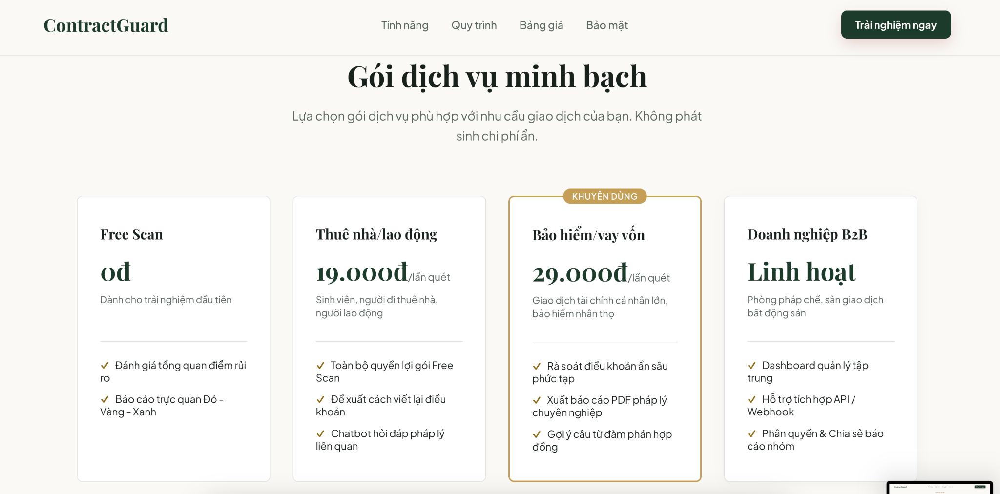 ContractGuard
Tính năng
Quy trình
Bảng giá
Bảo mật
Trải nghiệm ngay
Gói dịch vụ minh bạch
Lựa chọn gói dịch vụ phù hợp với nhu cầu giao dịch của bạn. Không phát
sinh chi phí ẩn.
Free Scan
0đ
Dành cho trải nghiệm đầu tiên
Đánh giá tổng quan điểm rủi
ro
Báo cáo trực quan Đỏ -
Vàng - Xanh
Thuê nhà/lao động
19.000đ/lần quét
Sinh viên, người đi thuê nhà,
người lao động
Toàn bộ quyền lợi gói Free
Scan
Đề xuất cách viết lại điều
khoản
Chatbot hỏi đáp pháp lý
liên quan
KHUYÊN DÙNG
Bảo hiểm/vay vốn
29.000đ/lần quét
Giao dịch tài chính cá nhân lớn,
bảo hiểm nhân thọ
Rà soát điều khoản ẩn sâu
phức tạp
Xuất báo cáo PDF pháp lý
chuyên nghiệp
Gợi ý câu từ đàm phán hợp
đồng
Doanh nghiệp B2B
Linh hoạt
Phòng pháp chế, sàn giao dịch
bất động sản
Dashboard quản lý tập
trung
Hỗ trợ tích hợp API /
Webhook
Phân quyền & Chia sẻ báo
cáo nhóm
ContractGuard